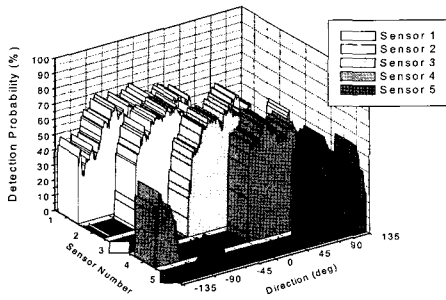 Detection Probability (%)
100
90
80
70
60
50
40
30
20
10
0
1
2
3
4
5
Sensor Number
-135
-90
-45
0
45
90
135
Direction (deg)
Sensor 1
Sensor 2
Sensor 3
Sensor 4
Sensor 5